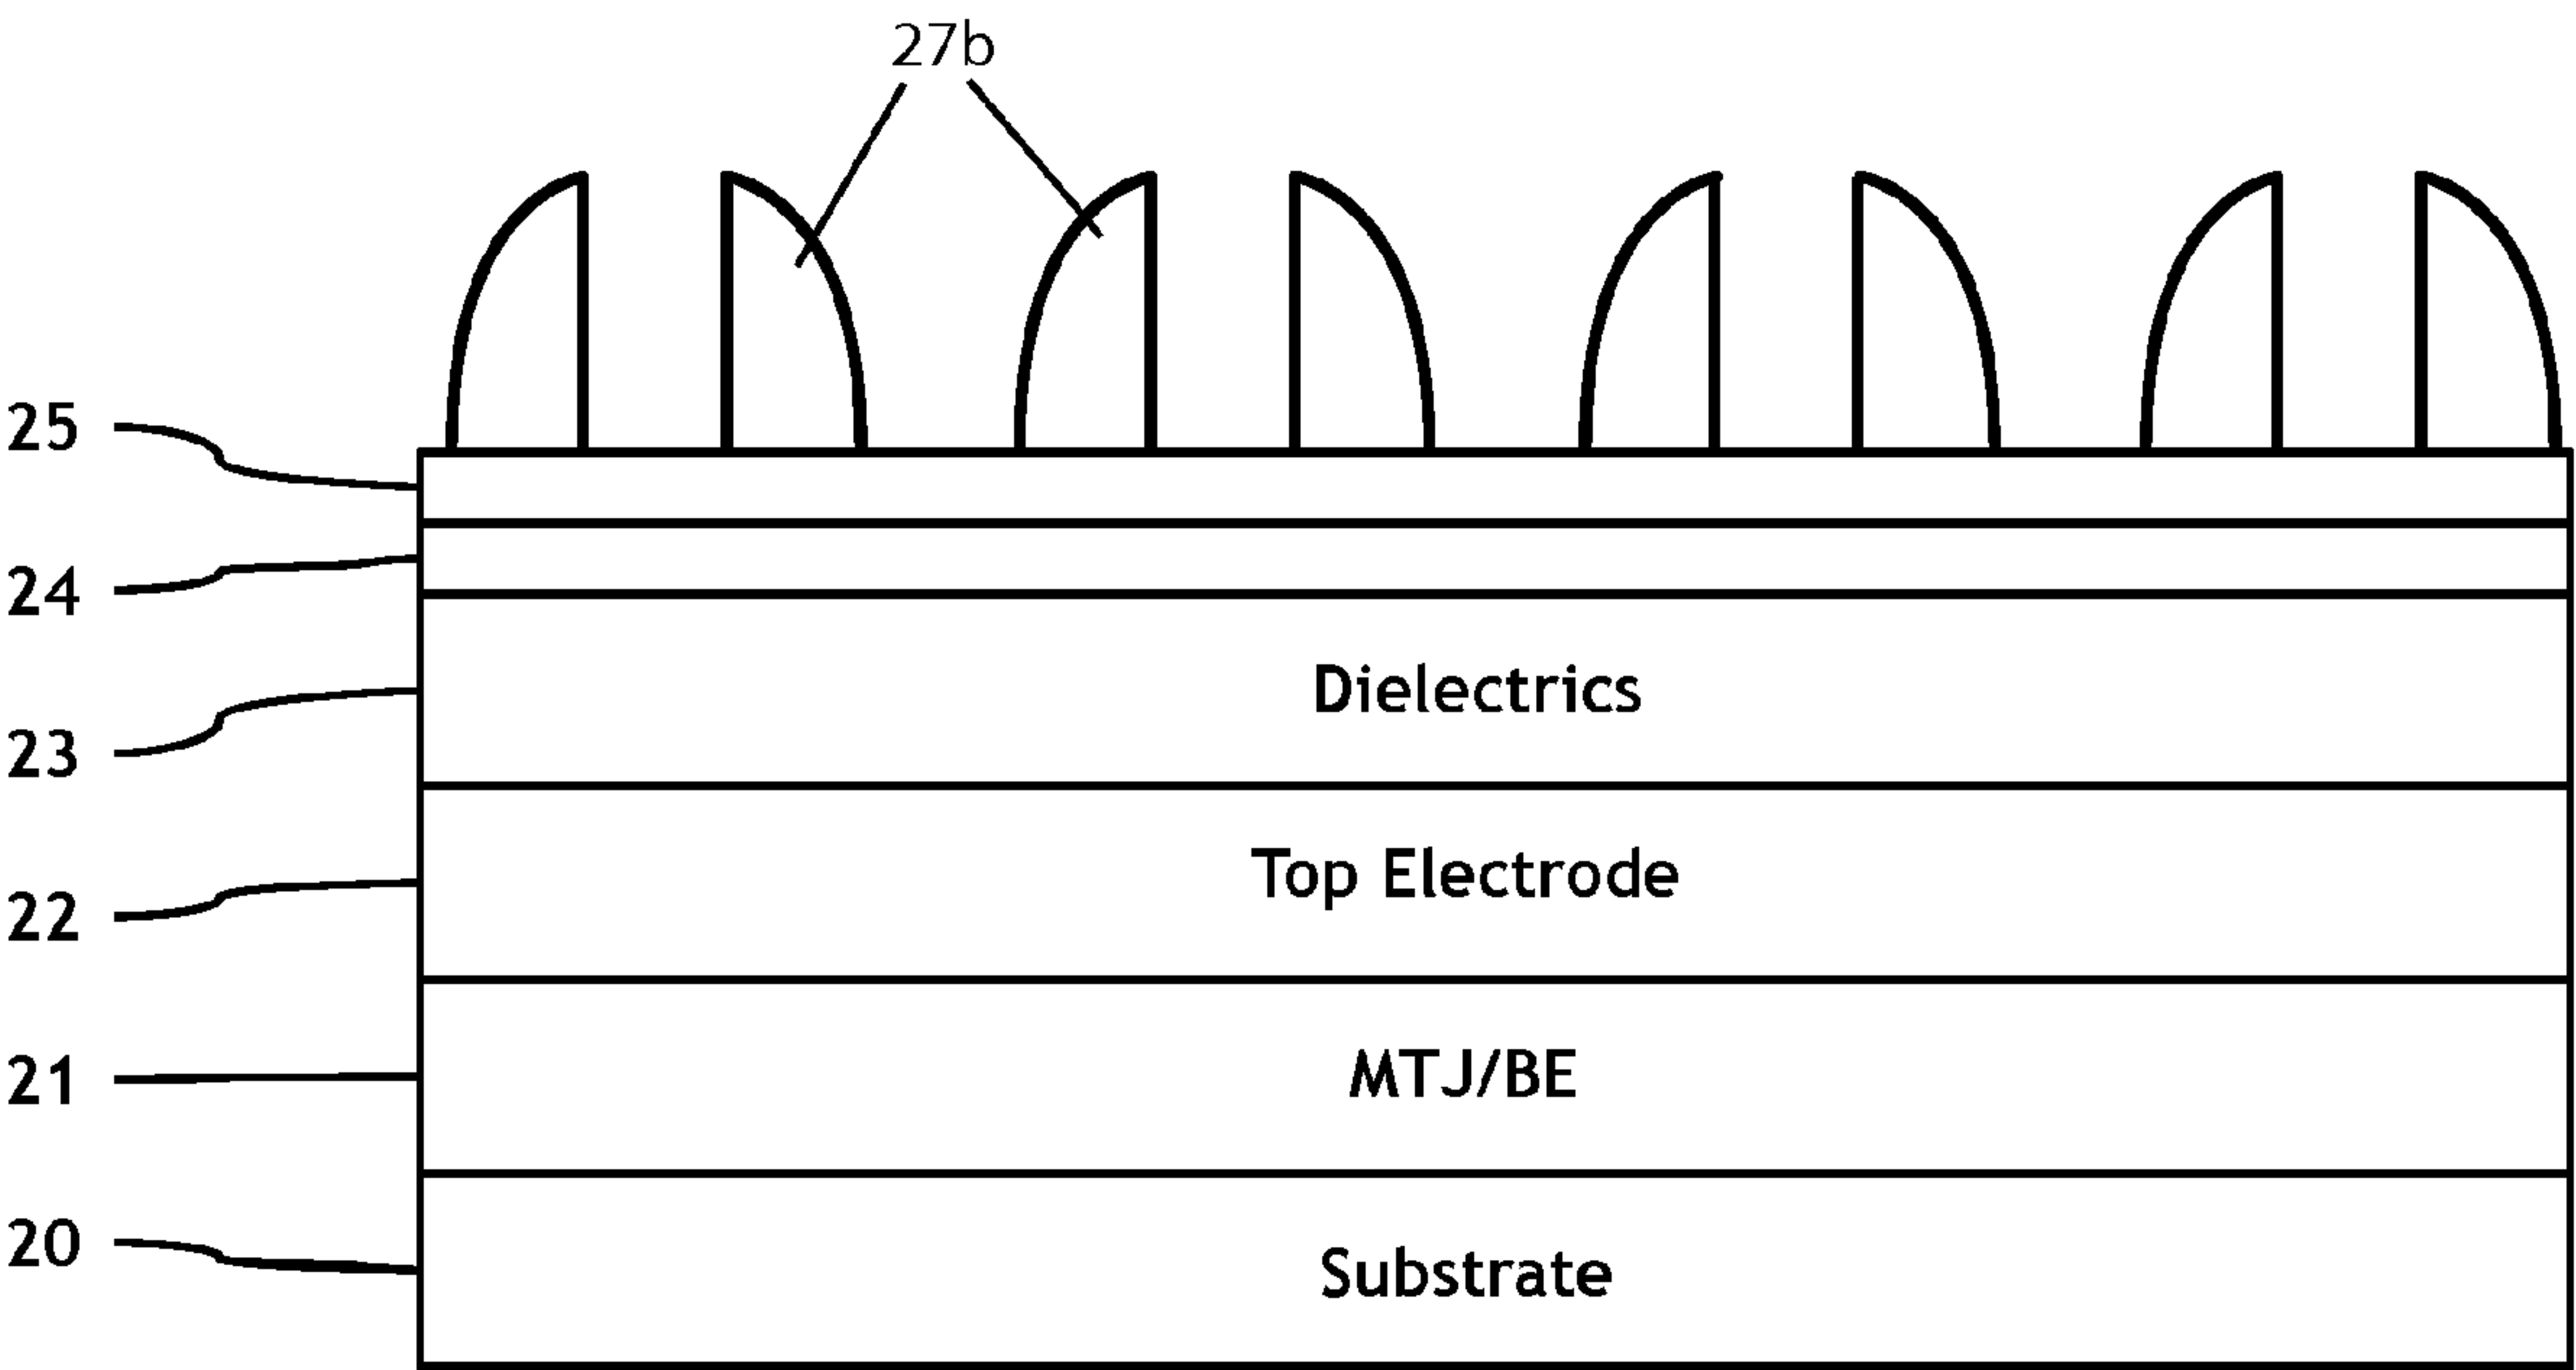 27b
25
24
Dielectrics
23
Top Electrode
22
MTJ/BE
21
20
Substrate